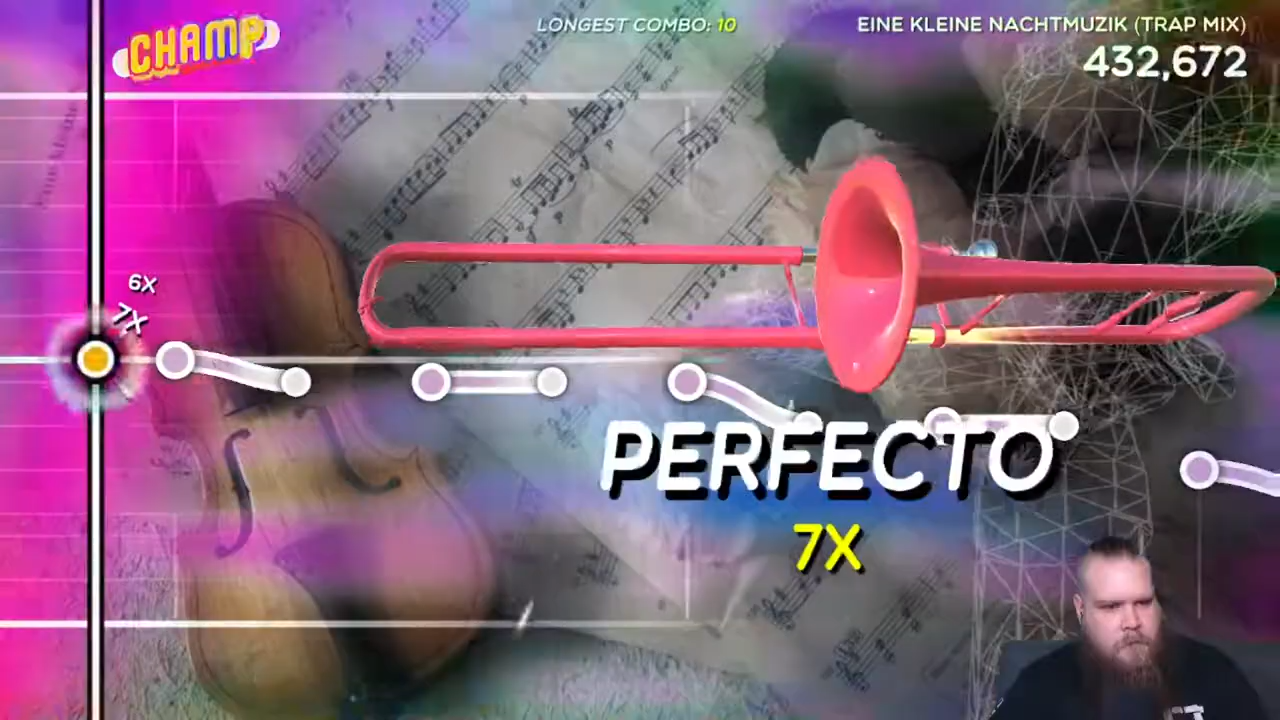 CHAMP
LONGEST COMBO: 10
EINE KLEINE NACHTMUZIK (TRAP MIX)
432,672
6X
7X
PERFECTO
7X